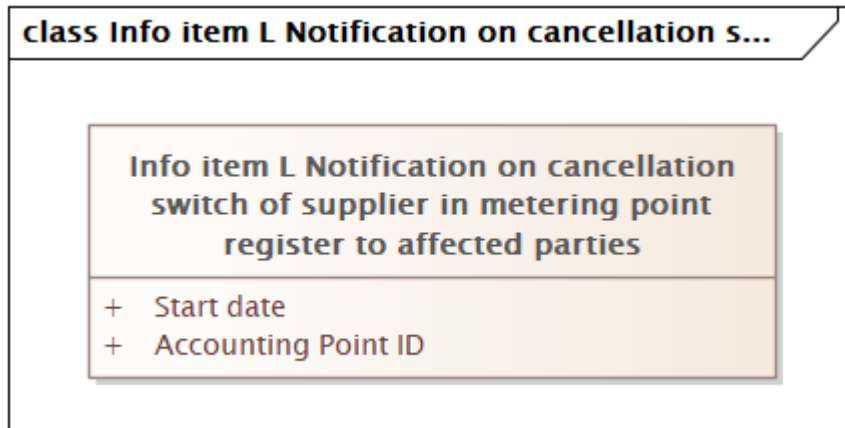 class Info item L Notification on cancellation s...
Info item L Notification on cancellation
switch of supplier in metering point
register to affected parties
+ Start date
+ Accounting Point ID